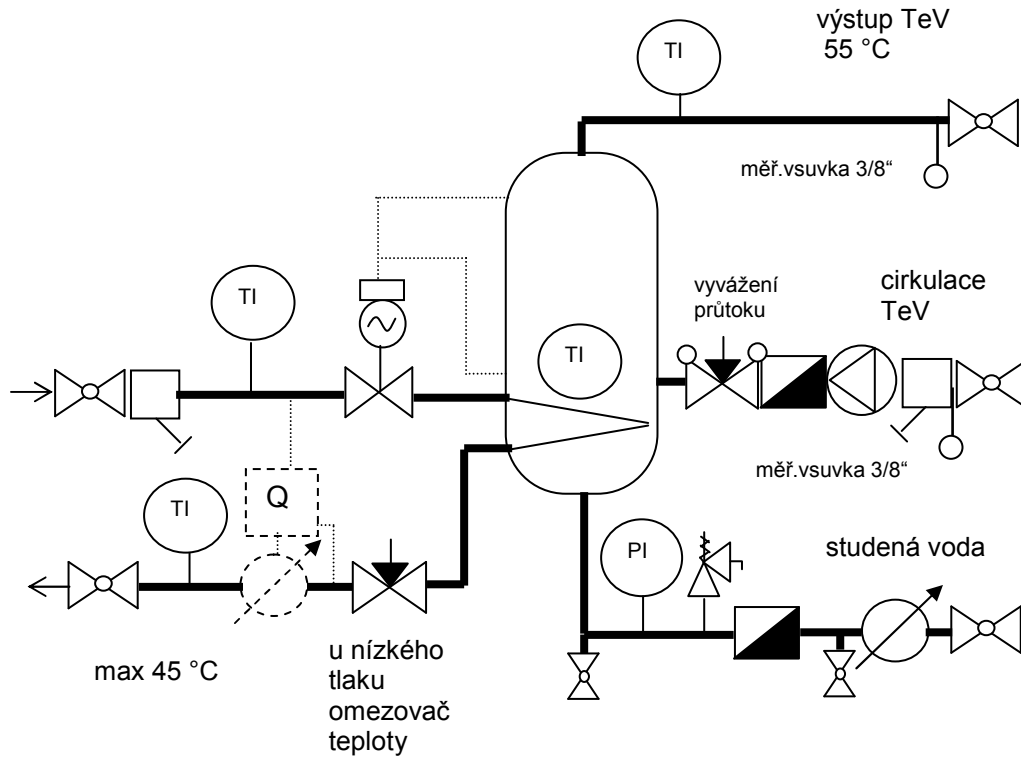 výstup TeV
55 °C
TI
měř.vsuvka 3/8“
TI
vyvážení
průtoku
cirkulace
TeV
TI
měř.vsuvka 3/8“
Q
TI
PI
studená voda
max 45 °C
u nízkého
tlaku
omezovač
teploty